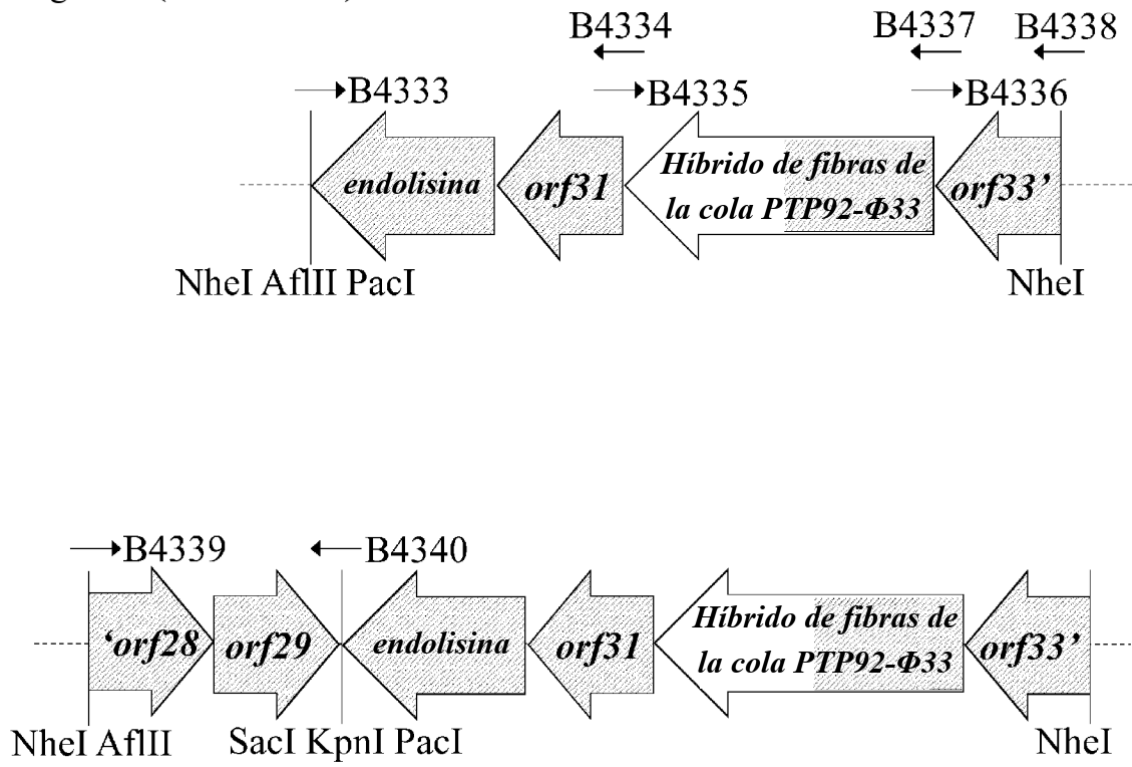 B4334 B4337 B4338
B4333 B4335 B4336
endolisina orf31 Híbrido de fibras de la cola PTP92-Φ33 orf33’
NheI AflII PacI NheI
B4339 B4340
‘orf28 orf29 endolisina orf31 Híbrido de fibras de la cola PTP92-Φ33 orf33’
NheI AflII SacI KpnI PacI NheI